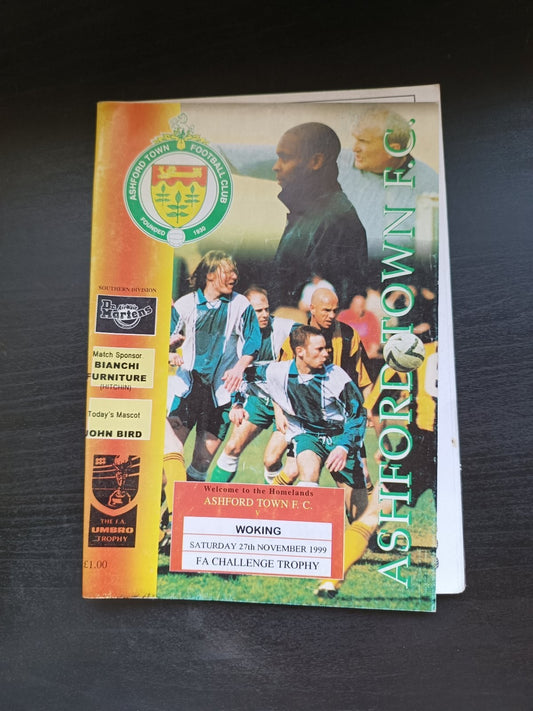 ASHFORD TOWN FOOTBALL CLUB
FOUNDED 1930
ASHFORD TOWN F.C.
SOUTHERN DIVISION
Dr. Martens
Match Sponsor
BIANCHI
FURNITURE
(HITCHIN)
Today's Mascot
JOHN BIRD
THE F.A.
UMBRO
TROPHY
£1.00
Welcome to the Homelands
ASHFORD TOWN F. C.
V
WOKING
SATURDAY 27th NOVEMBER 1999
FA CHALLENGE TROPHY